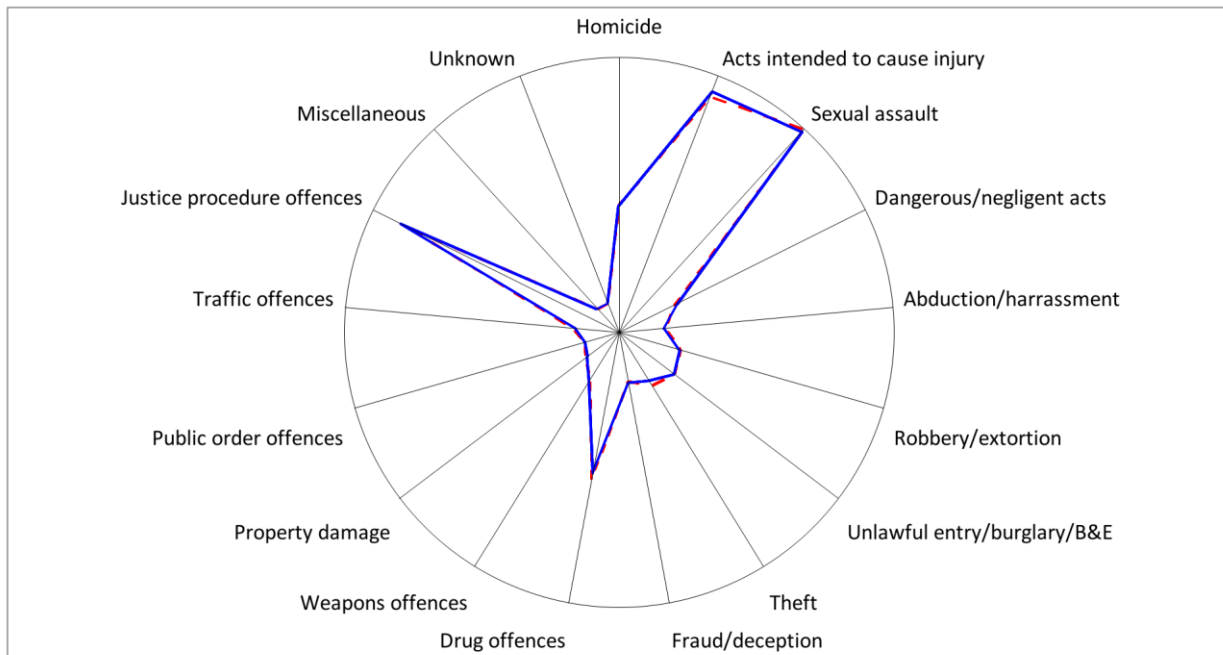 Homicide
Acts intended to cause injury
Sexual assault
Dangerous/negligent acts
Abduction/harrassment
Robbery/extortion
Unlawful entry/burglary/B&E
Theft
Fraud/deception
Drug offences
Weapons offences
Property damage
Public order offences
Traffic offences
Justice procedure offences
Miscellaneous
Unknown